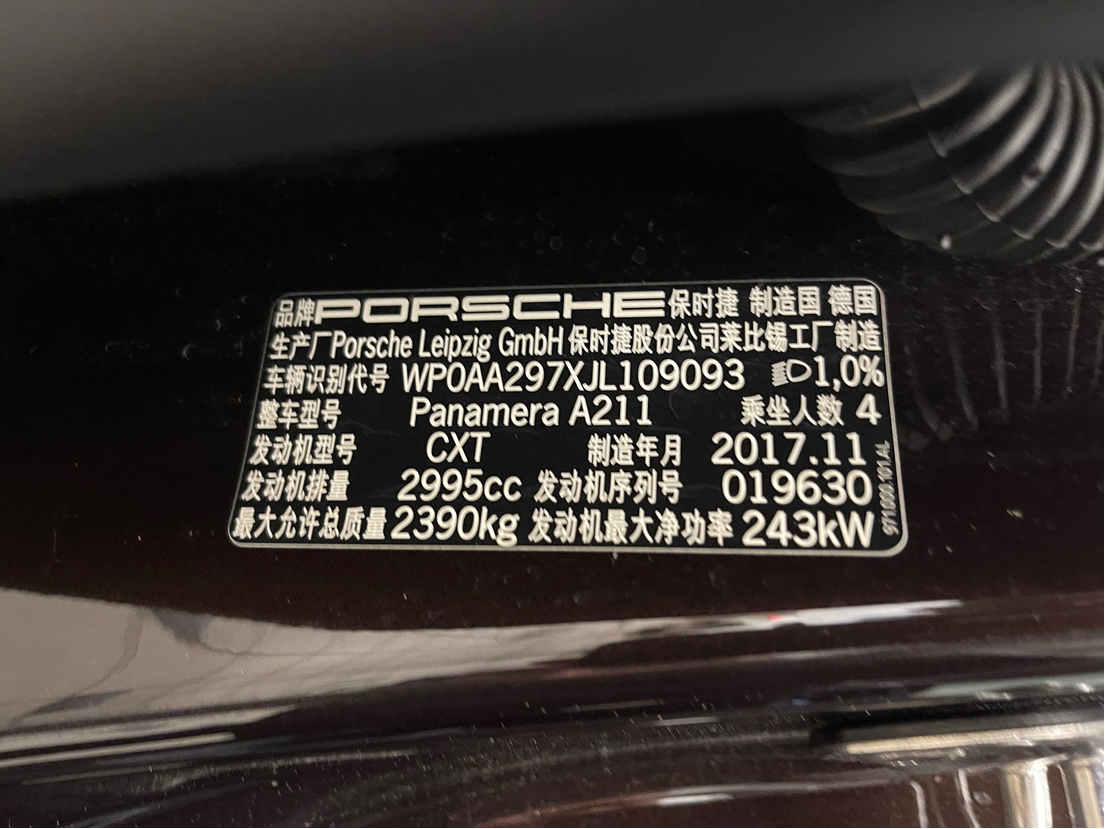 品牌PORSCHE保时捷 制造国 德国
生产厂Porsche Leipzig GmbH 保时捷股份公司莱比锡工厂制造
车辆识别代号 WP0AA297XJL109093 1,0%
整车型号 Panamera A211 乘坐人数 4
发动机型号 CXT 制造年月 2017.11
发动机排量 2995cc 发动机序列号 019630
最大允许总质量 2390kg 发动机最大净功率 243kW
971.000.101.AL